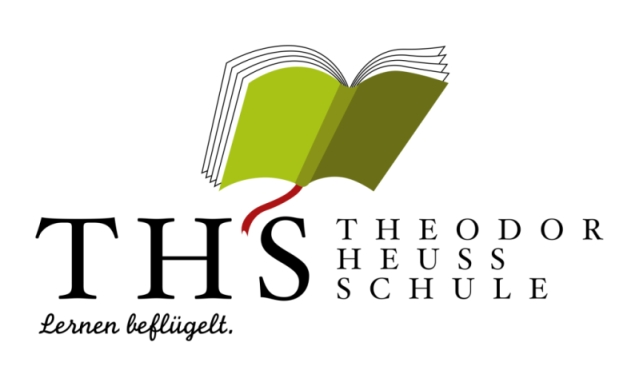 THS
THEODOR
HEUSS
SCHULE
Lernen beflügelt.